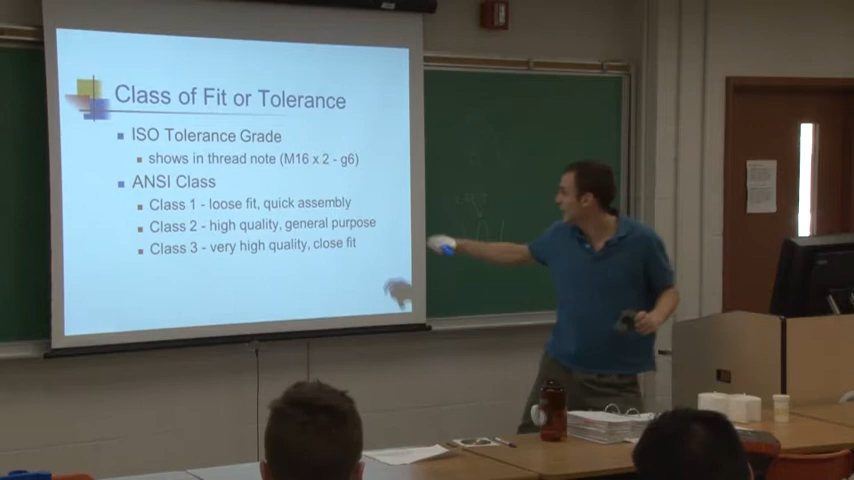 Class of Fit or Tolerance
ISO Tolerance Grade
shows in thread note (M16 x 2 - g6)
ANSI Class
Class 1 - loose fit, quick assembly
Class 2 - high quality, general purpose
Class 3 - very high quality, close fit